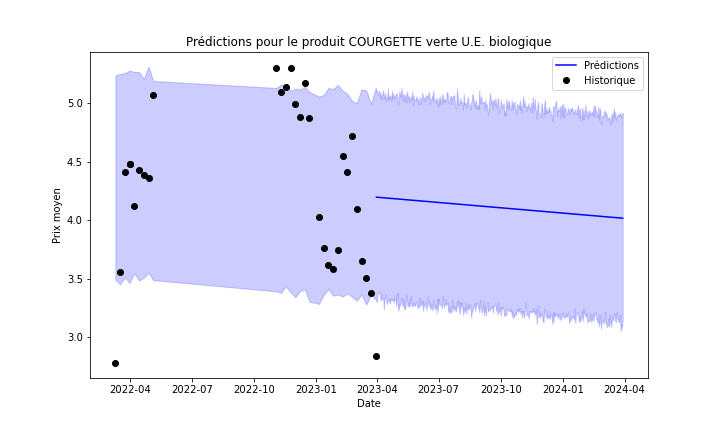 Prédictions pour le produit COURGETTE verte U.E. biologique
Prédictions
Historique
Prix moyen
5.0
4.5
4.0
3.5
3.0
2022-04 2022-07 2022-10 2023-01 2023-04 2023-07 2023-10 2024-01 2024-04
Date